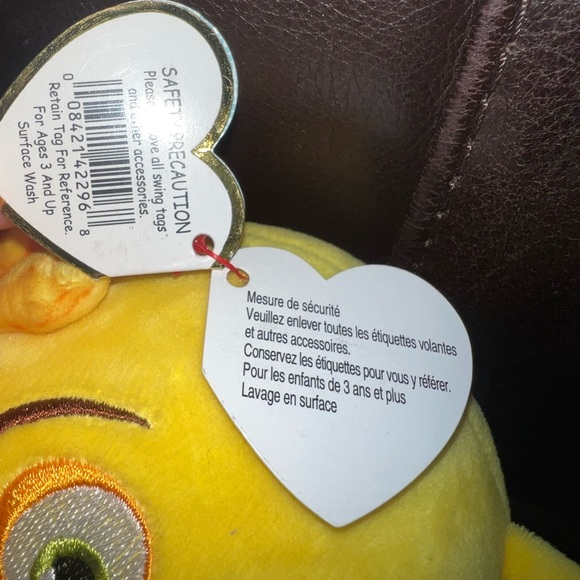 SAFETY PRECAUTION
Please all swing tags
and other accessories.
0 08421 42296 8
Retain Tag For Reference.
For Ages 3 And Up
Surface Wash
Mesure de sécurité
Veuillez enlever toutes les étiquettes volantes
et autres accessoires.
Conservez les étiquettes pour vous y référer.
Pour les enfants de 3 ans et plus
Lavage en surface